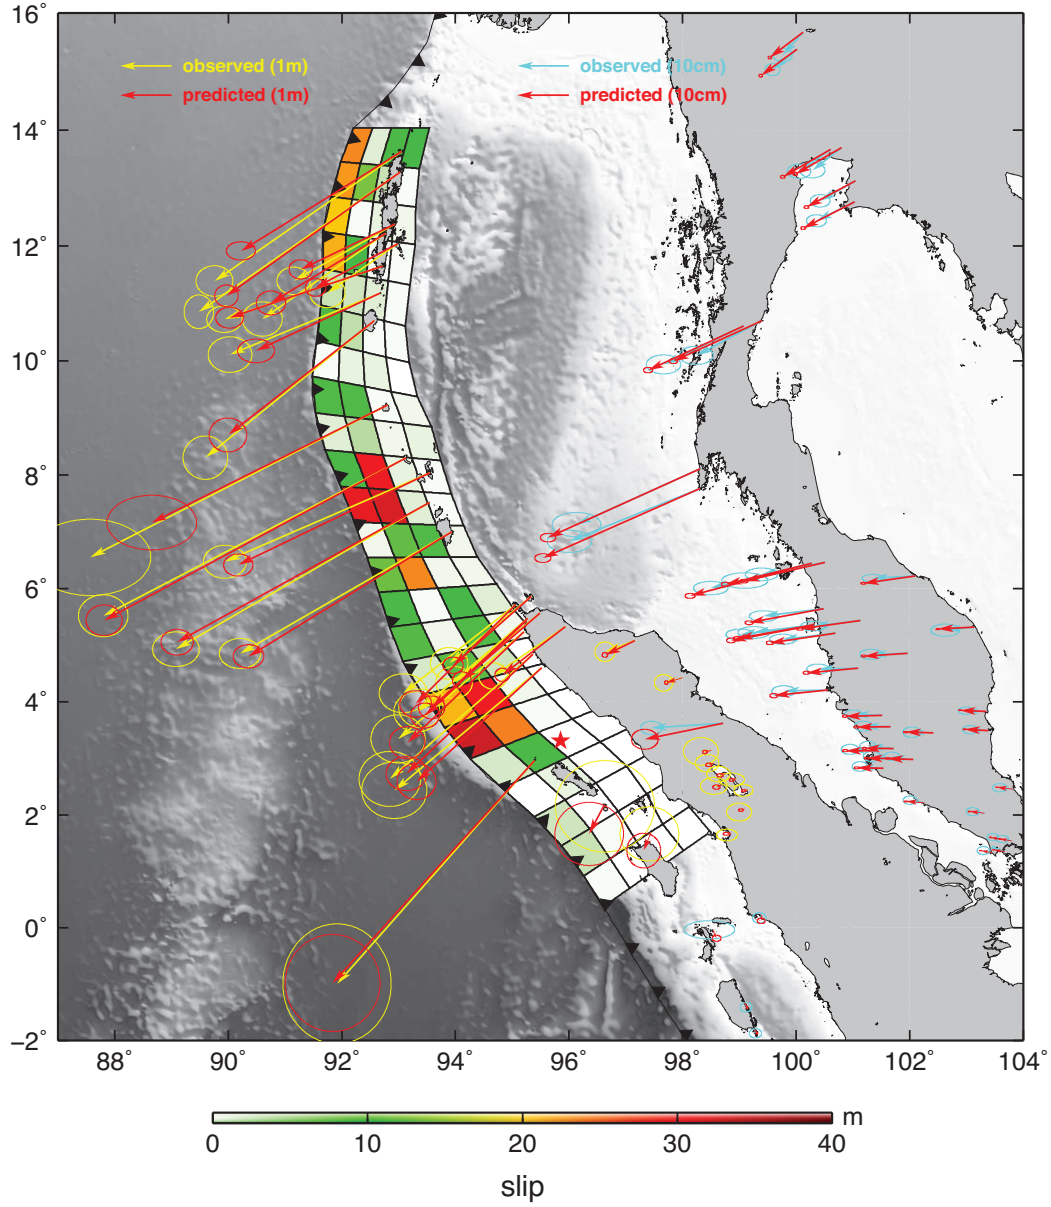 16°
observed (1m)
observed (10cm)
predicted (1m)
predicted (10cm)
14°
12°
10°
8°
6°
4°
2°
0°
−2°
88° 90° 92° 94° 96° 98° 100° 102° 104°
m
0 10 20 30 40
slip